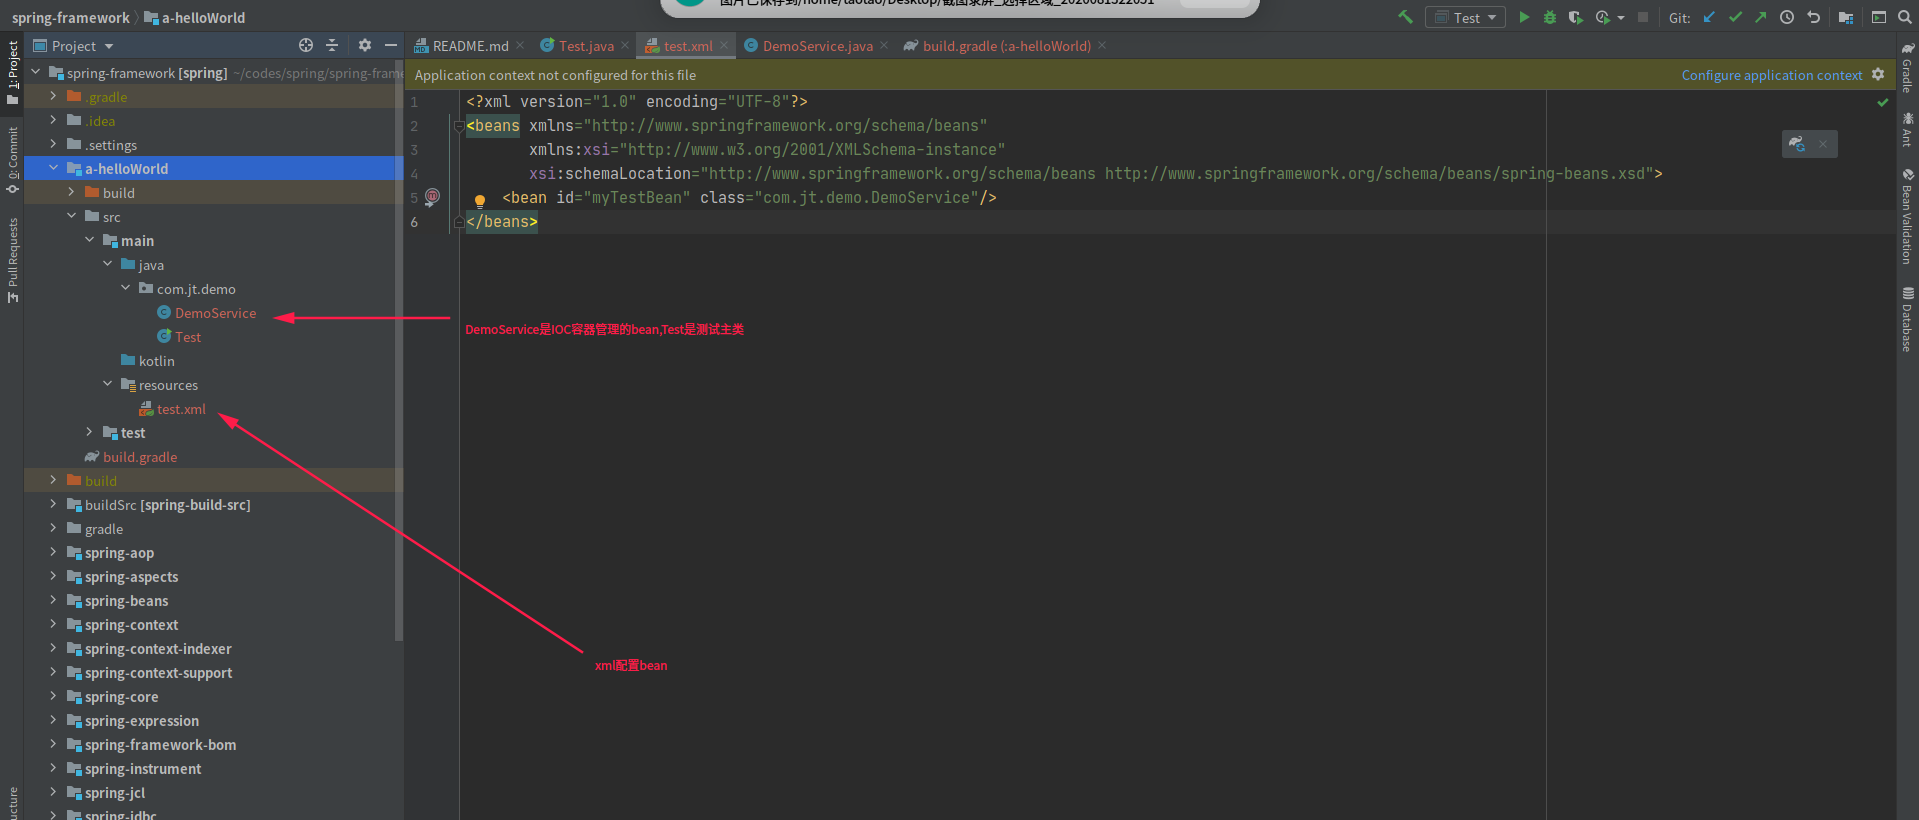 图片已保存到/home/taotao/Desktop/截图录屏_选择区域_2020081322031
spring-framework a-helloWorld
Test
Git:
Project
README.md
Test.java
test.xml
DemoService.java
build.gradle (:a-helloWorld)
1: Project
0: Commit
Pull Requests
ucture
spring-framework [spring] ~/codes/spring/spring-frame
.gradle
.idea
.settings
a-helloWorld
build
src
main
java
com.jt.demo
DemoService
Test
kotlin
resources
test.xml
test
build.gradle
build
buildSrc [spring-build-src]
gradle
spring-aop
spring-aspects
spring-beans
spring-context
spring-context-indexer
spring-context-support
spring-core
spring-expression
spring-framework-bom
spring-instrument
spring-jcl
spring-jdbc
Application context not configured for this file
Configure application context
1 <?xml version="1.0" encoding="UTF-8"?>
2 <beans xmlns="http://www.springframework.org/schema/beans"
3 xmlns:xsi="http://www.w3.org/2001/XMLSchema-instance"
4 xsi:schemaLocation="http://www.springframework.org/schema/beans http://www.springframework.org/schema/beans/spring-beans.xsd">
5 <bean id="myTestBean" class="com.jt.demo.DemoService"/>
6 </beans>
DemoService是IOC容器管理的bean,Test是测试主类
xml配置bean
Gradle
Ant
Bean Validation
Database